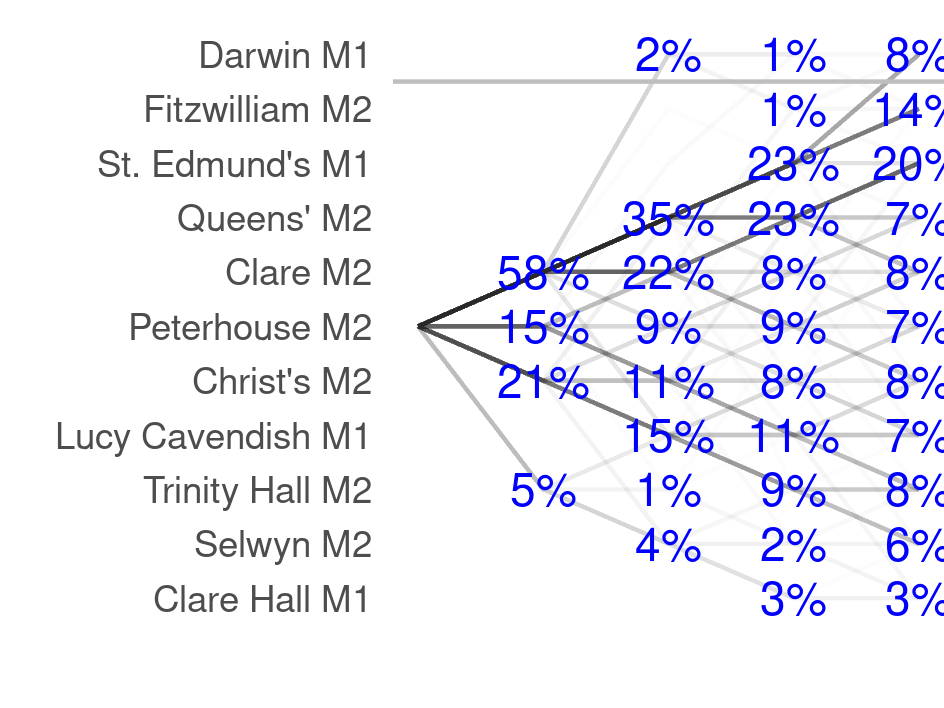 Darwin M1 2% 1% 8%
Fitzwilliam M2 1% 14%
St. Edmund's M1 23% 20%
Queens' M2 35% 23% 7%
Clare M2 58% 22% 8% 8%
Peterhouse M2 15% 9% 9% 7%
Christ's M2 21% 11% 8% 8%
Lucy Cavendish M1 15% 11% 7%
Trinity Hall M2 5% 1% 9% 8%
Selwyn M2 4% 2% 6%
Clare Hall M1 3% 3%